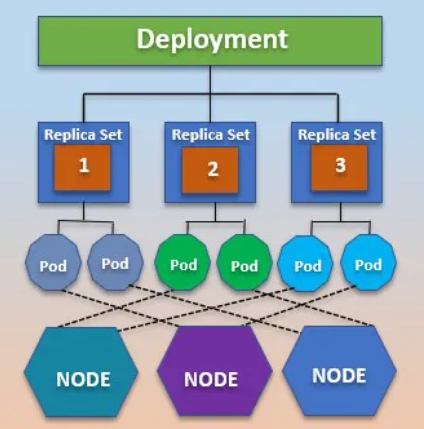 Deployment
Replica Set
Replica Set
Replica Set
1
2
3
Pod
Pod
Pod
Pod
Pod
Pod
NODE
NODE
NODE